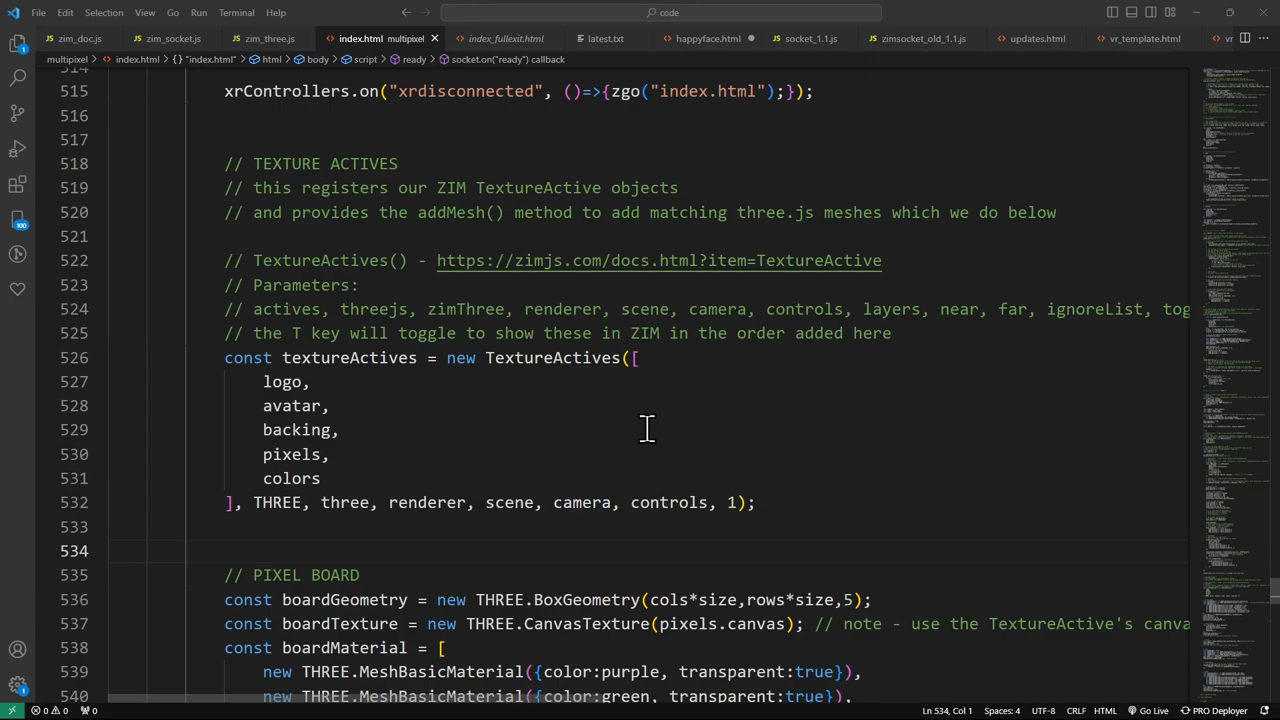 File Edit Selection View Go Run Terminal Help
code
zim_doc.js zim_socket.js zim_three.js index.html multipixel index_fullexit.html latest.txt happyface.html socket_1.1.js zimsocket_old_1.1.js updates.html vr_template.html vr
multipixel > index.html > {} "index.html" > html > body > script > ready > socket.on("ready") callback
514
515 xrControllers.on("xrdisconnected", ()=>{zgo("index.html");});
516
517
518 // TEXTURE ACTIVES
519 // this registers our ZIM TextureActive objects
520 // and provides the addMesh() method to add matching three.js meshes which we do below
521
522 // TextureActives() - https://zimjs.com/docs.html?item=TextureActive
523 // Parameters:
524 // actives, threejs, zimThree, renderer, scene, camera, controls, layers, near, far, ignoreList tog
525 // the T key will toggle to show these in ZIM in the order added here
526 const textureActives = new TextureActives([
527 logo,
528 avatar,
529 backing,
530 pixels,
531 colors
532 ], THREE, three, renderer, scene, camera, controls, 1);
533
534
535 // PIXEL BOARD
536 const boardGeometry = new THREE.BoxGeometry(cols*size,rows*size,5);
537 const boardTexture = new THREE.CanvasTexture(pixels.canvas); // note - use the TextureActive's canva
538 const boardMaterial = [
539 new THREE.MeshBasicMaterial({color:purple, transparent:true}),
540 new THREE.MeshBasicMaterial({color:green, transparent:true}),
100
1
0 0 0
Ln 534, Col 1 Spaces: 4 UTF-8 CRLF HTML Go Live PRO Deployer